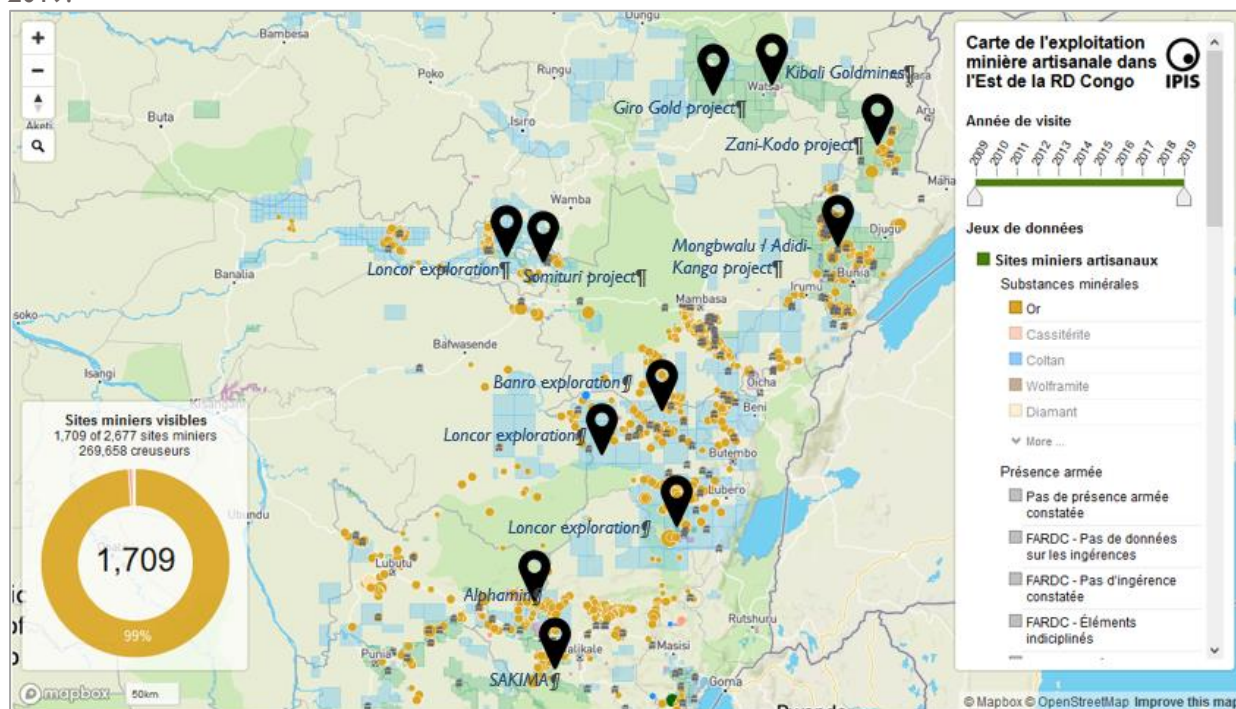 Dungu
Bambesa
Poko
Rungu
Kibali Goldmines¶
Watsa
Aru
Giro Gold project¶
Buta
Isiro
Aketi
Zani-Kodo project¶
Wamba
Maha
Djugu
Mongbwalu / Adidi-
Kanga project¶
Loncor exploration¶
Somituri project¶
Banalia
Bunia
Irumu
Mambasa
soko
Bafwasende
Isangi
Banro exploration¶
Oicha
Kisangani
Beni
Loncor exploration¶
Butembo
Lubero
Ubundu
Loncor exploration¶
Lubutu
Alphamin¶
Rutshuru
Punia
alikale
Masisi
SAKIMA¶
Goma
Carte de l'exploitation
minière artisanale dans
l'Est de la RD Congo
IPIS
Année de visite
2009 2010 2011 2012 2013 2014 2015 2016 2017 2018 2019
Jeux de données
Sites miniers artisanaux
Substances minérales
Or
Cassitérite
Coltan
Wolframite
Diamant
More ...
Présence armée
Pas de présence armée
constatée
FARDC - Pas de données
sur les ingérences
FARDC - Pas d'ingérence
constatée
FARDC - Éléments
indiciplinés
Sites miniers visibles
1,709 of 2,677 sites miniers
269,658 creuseurs
1,709
99%
mapbox
50km
© Mapbox © OpenStreetMap Improve this map